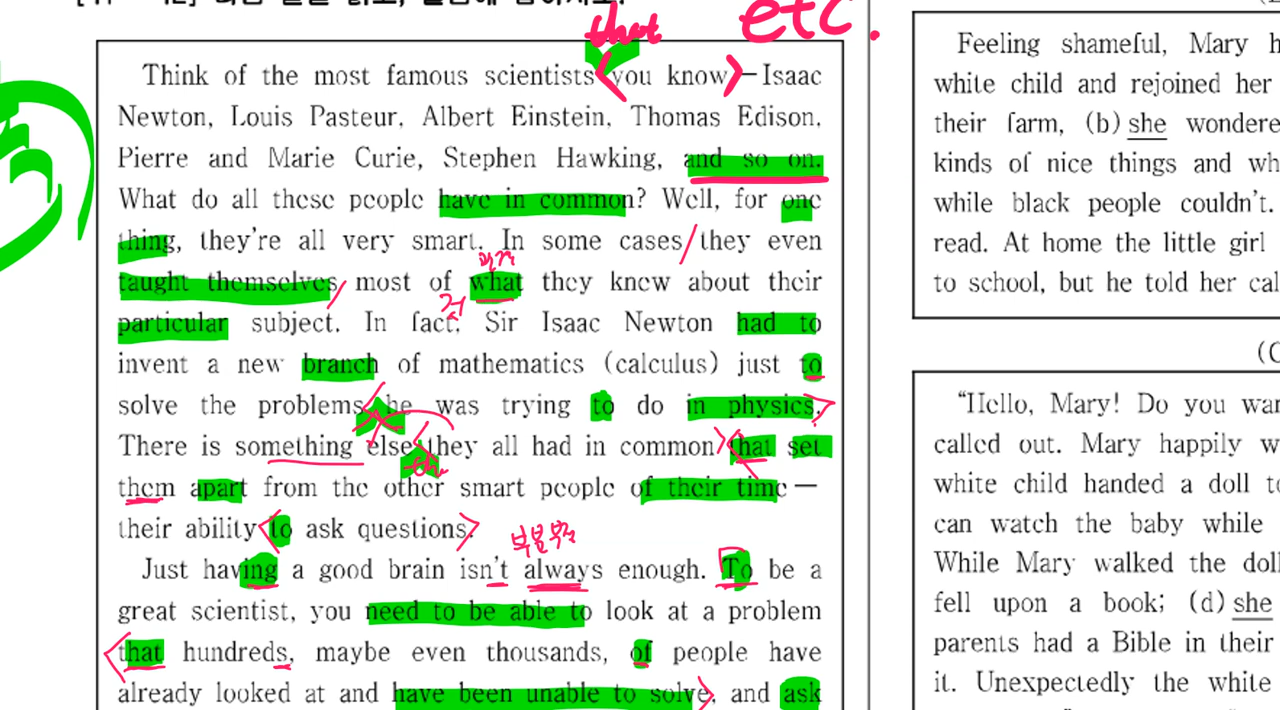 etc.
that
Think of the most famous scientists you know—Isaac
Newton, Louis Pasteur, Albert Einstein, Thomas Edison,
Pierre and Marie Curie, Stephen Hawking, and so on.
What do all these people have in common? Well, for one
thing, they're all very smart. In some cases they even
taught themselves most of what they knew about their
particular subject. In fact, Sir Isaac Newton had to
invent a new branch of mathematics (calculus) just to
solve the problems he was trying to do in physics.
There is something else they all had in common that set
them apart from the other smart people of their time—
their ability to ask questions.
부분부정
Just having a good brain isn't always enough. To be a
great scientist, you need to be able to look at a problem
that hundreds, maybe even thousands, of people have
already looked at and have been unable to solve, and ask
Feeling shameful, Mary h
white child and rejoined her
their farm, (b) she wondere
kinds of nice things and wh
while black people couldn't.
read. At home the little girl
to school, but he told her cal
(C
"Hello, Mary! Do you wan
called out. Mary happily w
white child handed a doll to
can watch the baby while
While Mary walked the doll
fell upon a book; (d) she
parents had a Bible in their
it. Unexpectedly the white